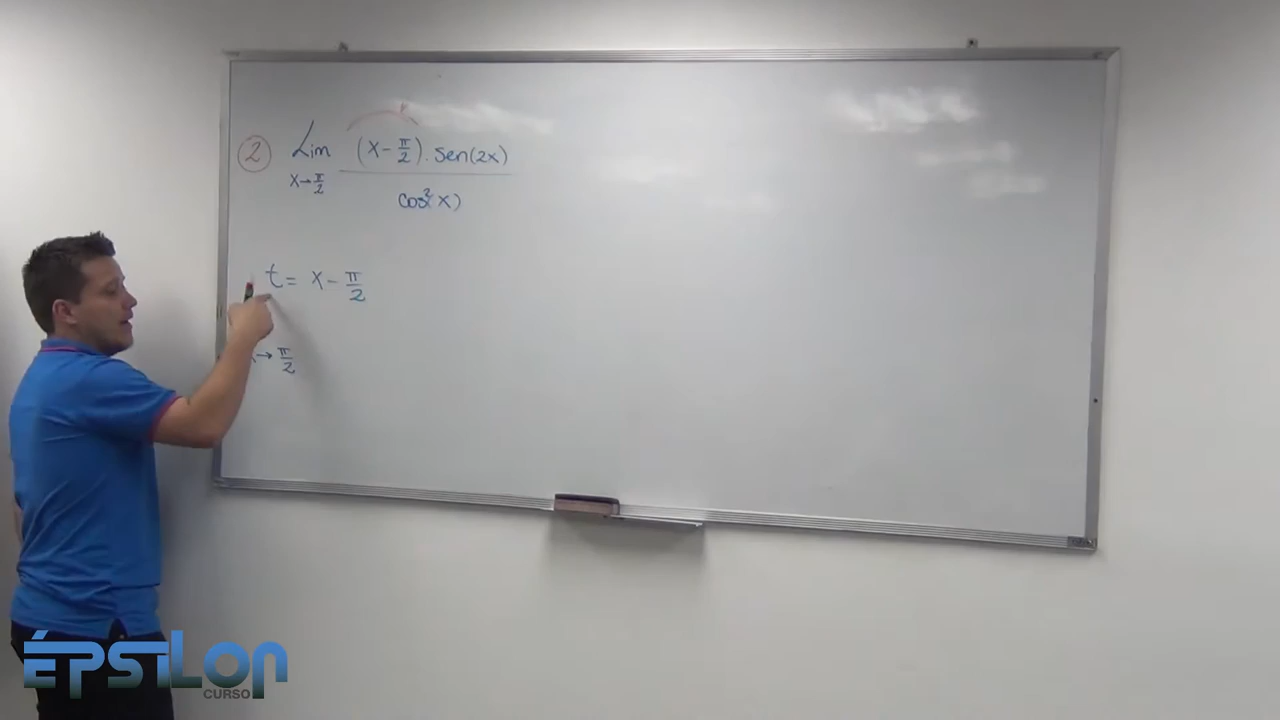 2 Lim (x - π/2) . sen(2x)
x→π/2 cos²(x)
t = x - π/2
x→ π/2
ÉPSILON
CURSO